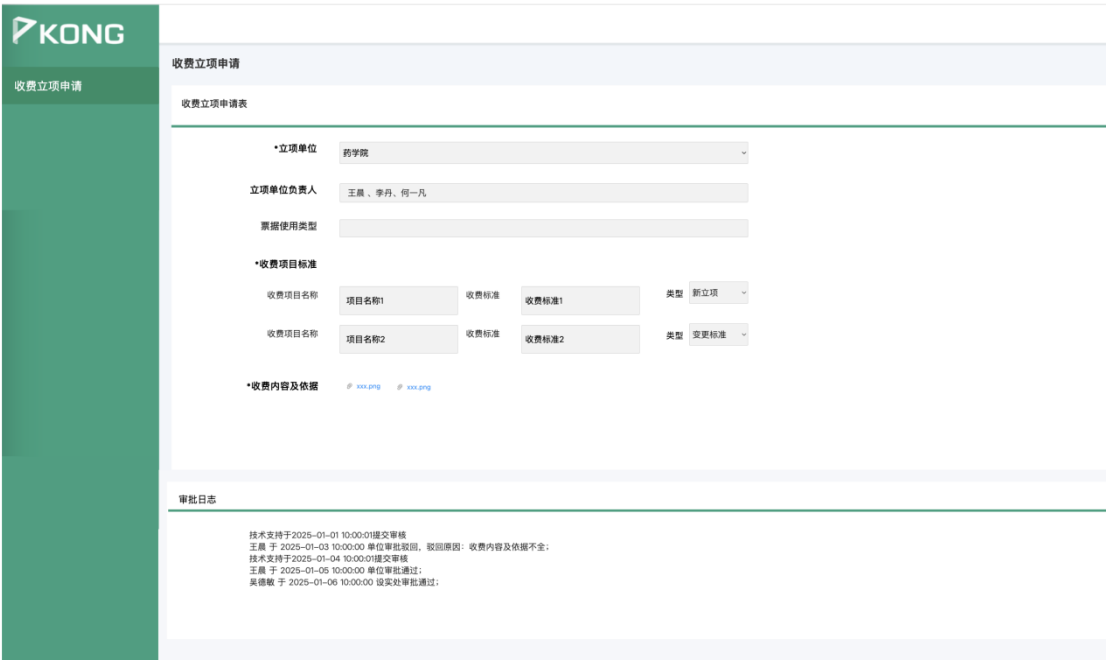 PKONG
收费立项申请
收费立项申请
收费立项申请表
*立项单位 药学院
立项单位负责人 王晨 、李丹、何一凡
票据使用类型
*收费项目标准
收费项目名称 项目名称1 收费标准 收费标准1 类型 新立项
收费项目名称 项目名称2 收费标准 收费标准2 类型 变更标准
*收费内容及依据 xxx.png xxx.png
审批日志
技术支持于2025-01-01 10:00:01提交审核
王晨 于 2025-01-03 10:00:00 单位审批驳回，驳回原因：收费内容及依据不全；
技术支持于2025-01-04 10:00:01提交审核
王晨 于 2025-01-05 10:00:00 单位审批通过；
吴德敏 于 2025-01-06 10:00:00 设实处审批通过；